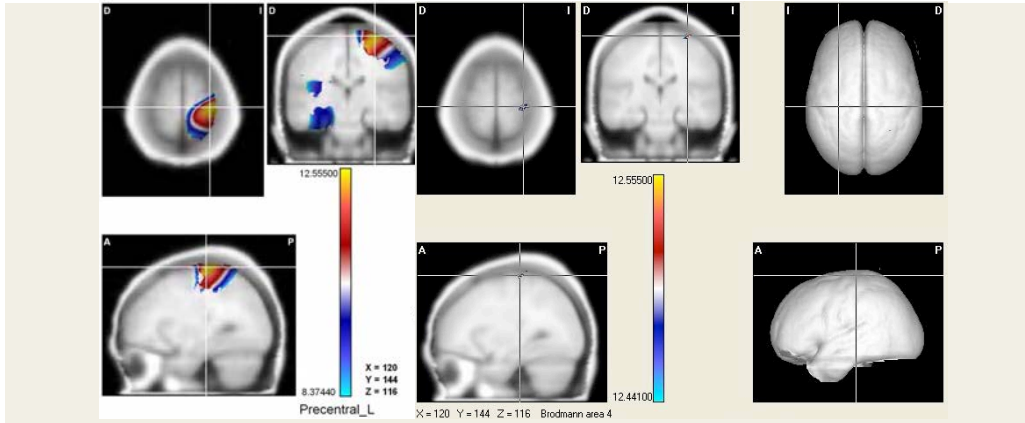 D I
D I
I D
12.55500
12.55500
A P
A P
A P
X = 120
Y = 144
Z = 116
8.37440
12.44100
Precentral_L
X = 120 Y = 144 Z = 116 Brodmann area 4